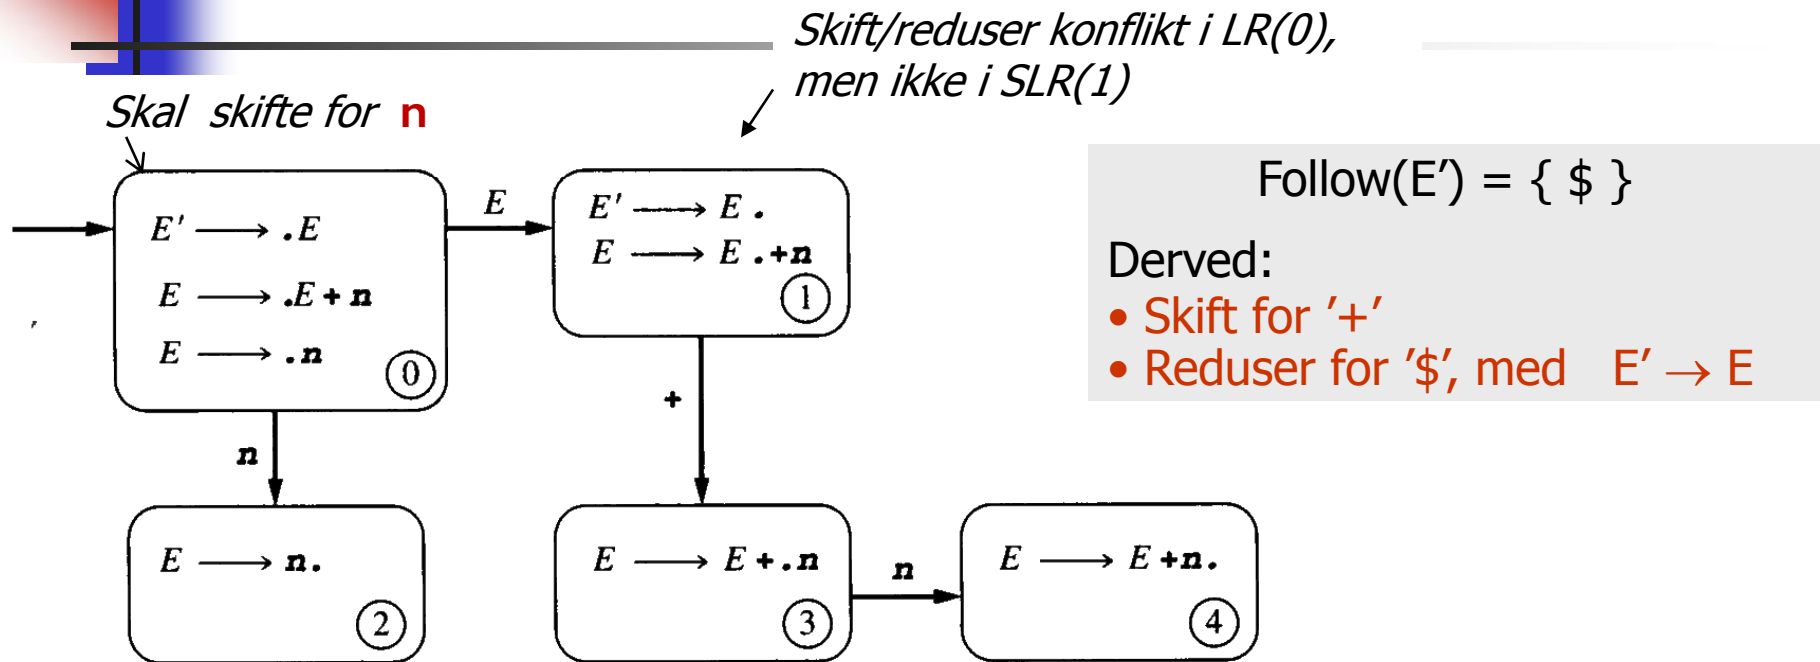 Skift/reduser konflikt i LR(0),
men ikke i SLR(1)
Skal skifte for n
E' ⟶ .E
E ⟶ .E + n
E ⟶ .n
0
E
E' ⟶ E .
E ⟶ E .+n
1
Follow(E’) = { $ }
Derved:
• Skift for ’+’
• Reduser for ’$’, med E’ → E
n
+
E ⟶ n.
2
E ⟶ E +.n
3
n
E ⟶ E +n.
4